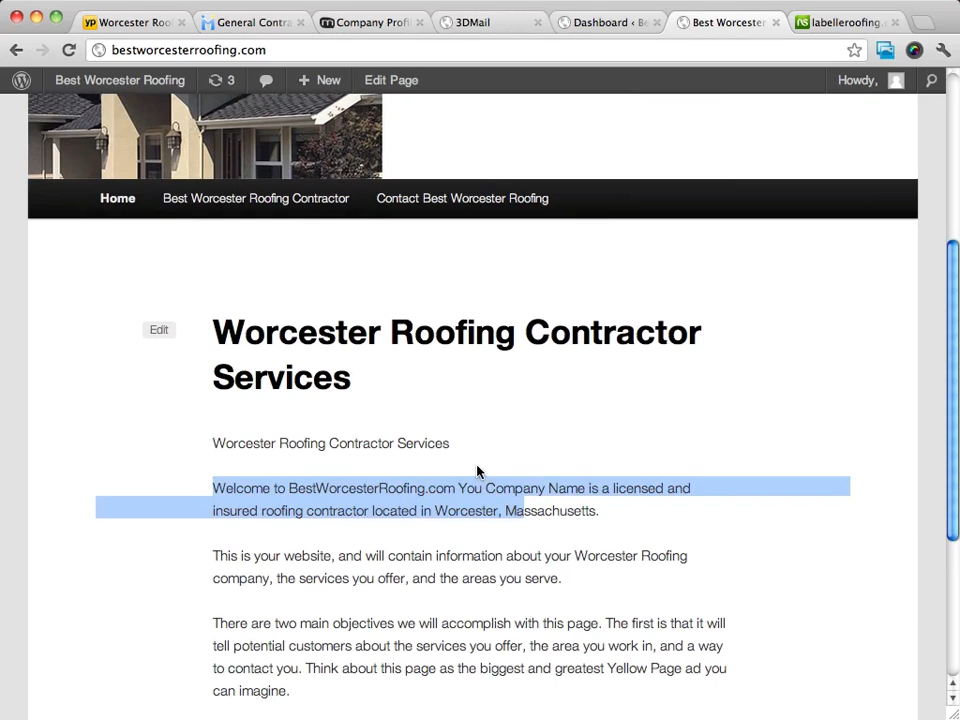 Worcester Roo
General Contra
Company Profi
3DMail
Dashboard ‹ Be
Best Worcester
labelleroofing.c
bestworcesterroofing.com
Best Worcester Roofing
3
New
Edit Page
Howdy,
Home
Best Worcester Roofing Contractor
Contact Best Worcester Roofing
Edit
Worcester Roofing Contractor
Services
Worcester Roofing Contractor Services
Welcome to BestWorcesterRoofing.com You Company Name is a licensed and
insured roofing contractor located in Worcester, Massachusetts.
This is your website, and will contain information about your Worcester Roofing
company, the services you offer, and the areas you serve.
There are two main objectives we will accomplish with this page. The first is that it will
tell potential customers about the services you offer, the area you work in, and a way
to contact you. Think about this page as the biggest and greatest Yellow Page ad you
can imagine.